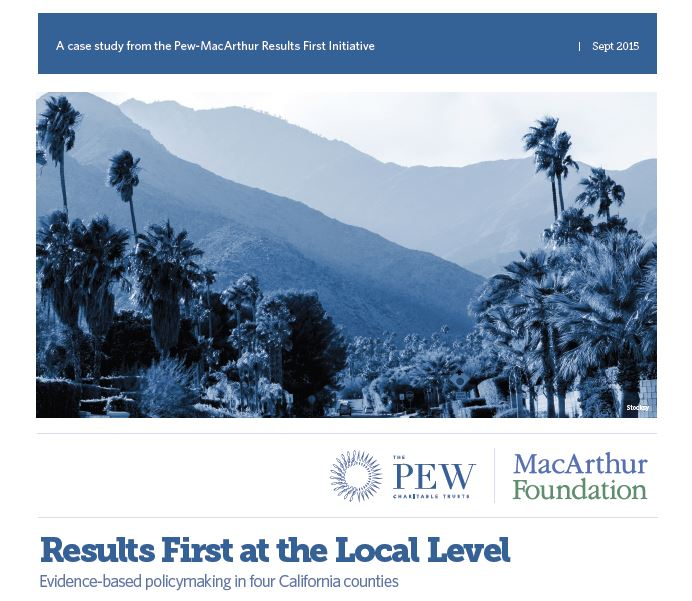 A case study from the Pew-MacArthur Results First Initiative | Sept 2015
Stocksy
THE
PEW
CHARITABLE TRUSTS
MacArthur
Foundation
Results First at the Local Level
Evidence-based policymaking in four California counties